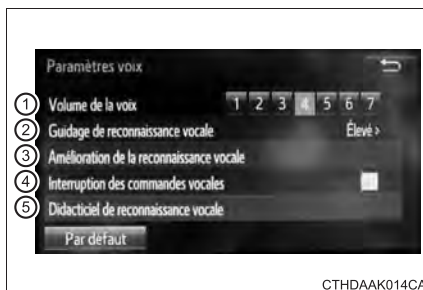 Paramètres voix
① Volume de la voix 1 2 3 4 5 6 7
② Guidage de reconnaissance vocale Élevé >
③ Amélioration de la reconnaissance vocale
④ Interruption des commandes vocales
⑤ Didacticiel de reconnaissance vocale
Par défaut
CTHDAAK014CA